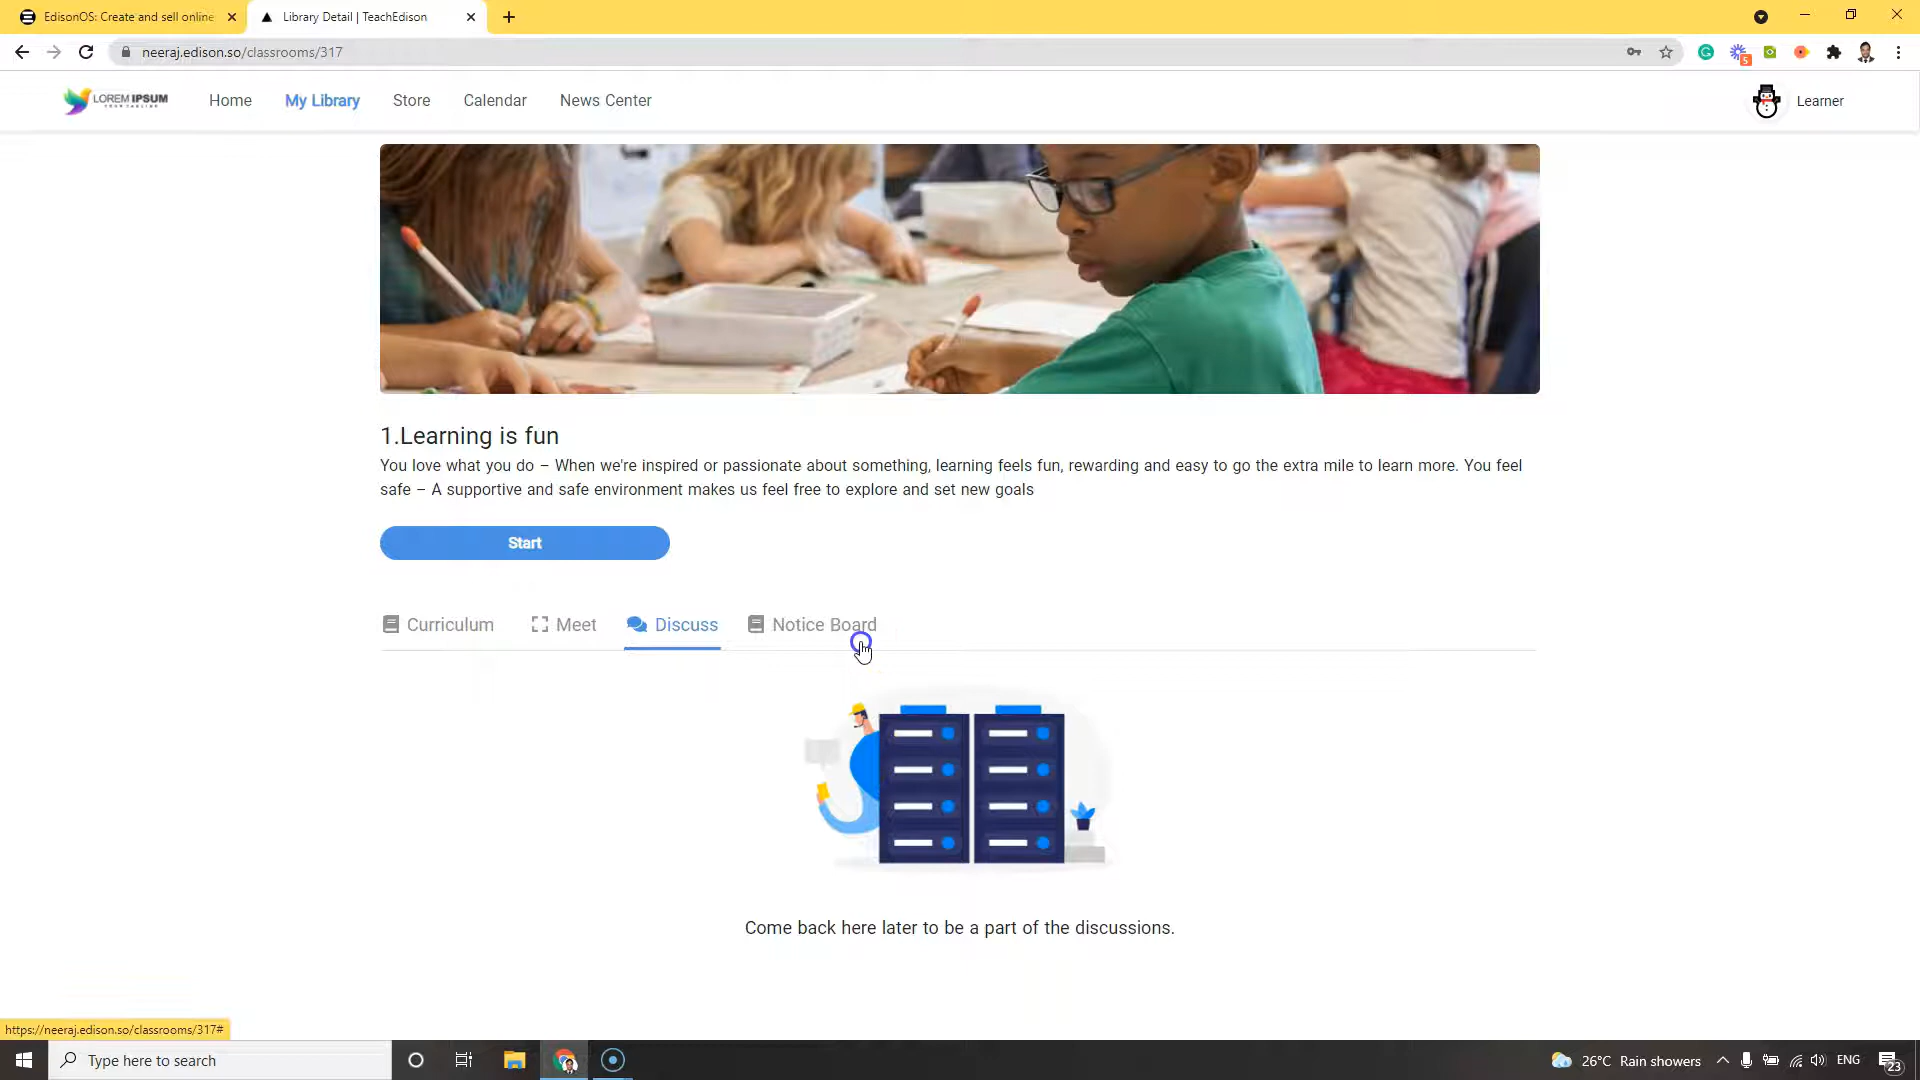 EdisonOS: Create and sell online
Library Detail | TeachEdison
neeraj.edison.so/classrooms/317
5
LOREM IPSUM
Home
My Library
Store
Calendar
News Center
Learner
1.Learning is fun
You love what you do – When we're inspired or passionate about something, learning feels fun, rewarding and easy to go the extra mile to learn more. You feel
safe – A supportive and safe environment makes us feel free to explore and set new goals
Start
Curriculum
Meet
Discuss
Notice Board
Come back here later to be a part of the discussions.
https://neeraj.edison.so/classrooms/317#
Type here to search
26°C Rain showers
ENG
23